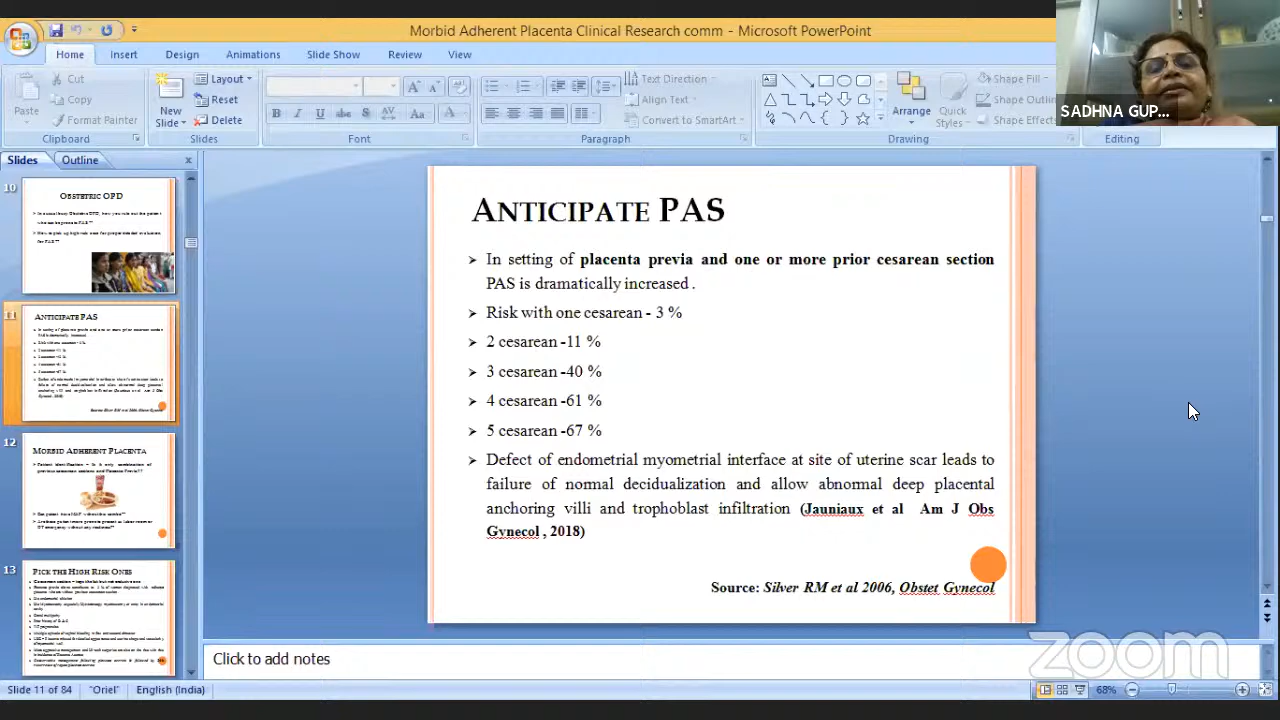 Morbid Adherent Placenta Clinical Research comm - Microsoft PowerPoint
Home Insert Design Animations Slide Show Review View
Paste
Cut
Copy
Format Painter
Clipboard
New Slide
Layout
Reset
Delete
Slides
B I U S abc AV Aa A
Font
Text Direction
Align Text
Convert to SmartArt
Paragraph
Arrange
Quick Styles
Shape Fill
Shape Outli
Shape Effects
Drawing
Editing
SADHNA GUP...
Slides Outline
10
OBSTETRIC OPD
11
ANTICIPATE PAS
12
MORBID ADHERENT PLACENTA
13
PICK THE HIGH RISK ONES
ANTICIPATE PAS
In setting of placenta previa and one or more prior cesarean section
PAS is dramatically increased .
Risk with one cesarean - 3 %
2 cesarean -11 %
3 cesarean -40 %
4 cesarean -61 %
5 cesarean -67 %
Defect of endometrial myometrial interface at site of uterine scar leads to
failure of normal decidualization and allow abnormal deep placental
anchoring villi and trophoblast infiltration (Jauniaux et al Am J Obs
Gynecol , 2018)
Source: Silver RM et al 2006, Obstet Gynecol
Click to add notes
zoom
Slide 11 of 84 "Oriel" English (India) 68%